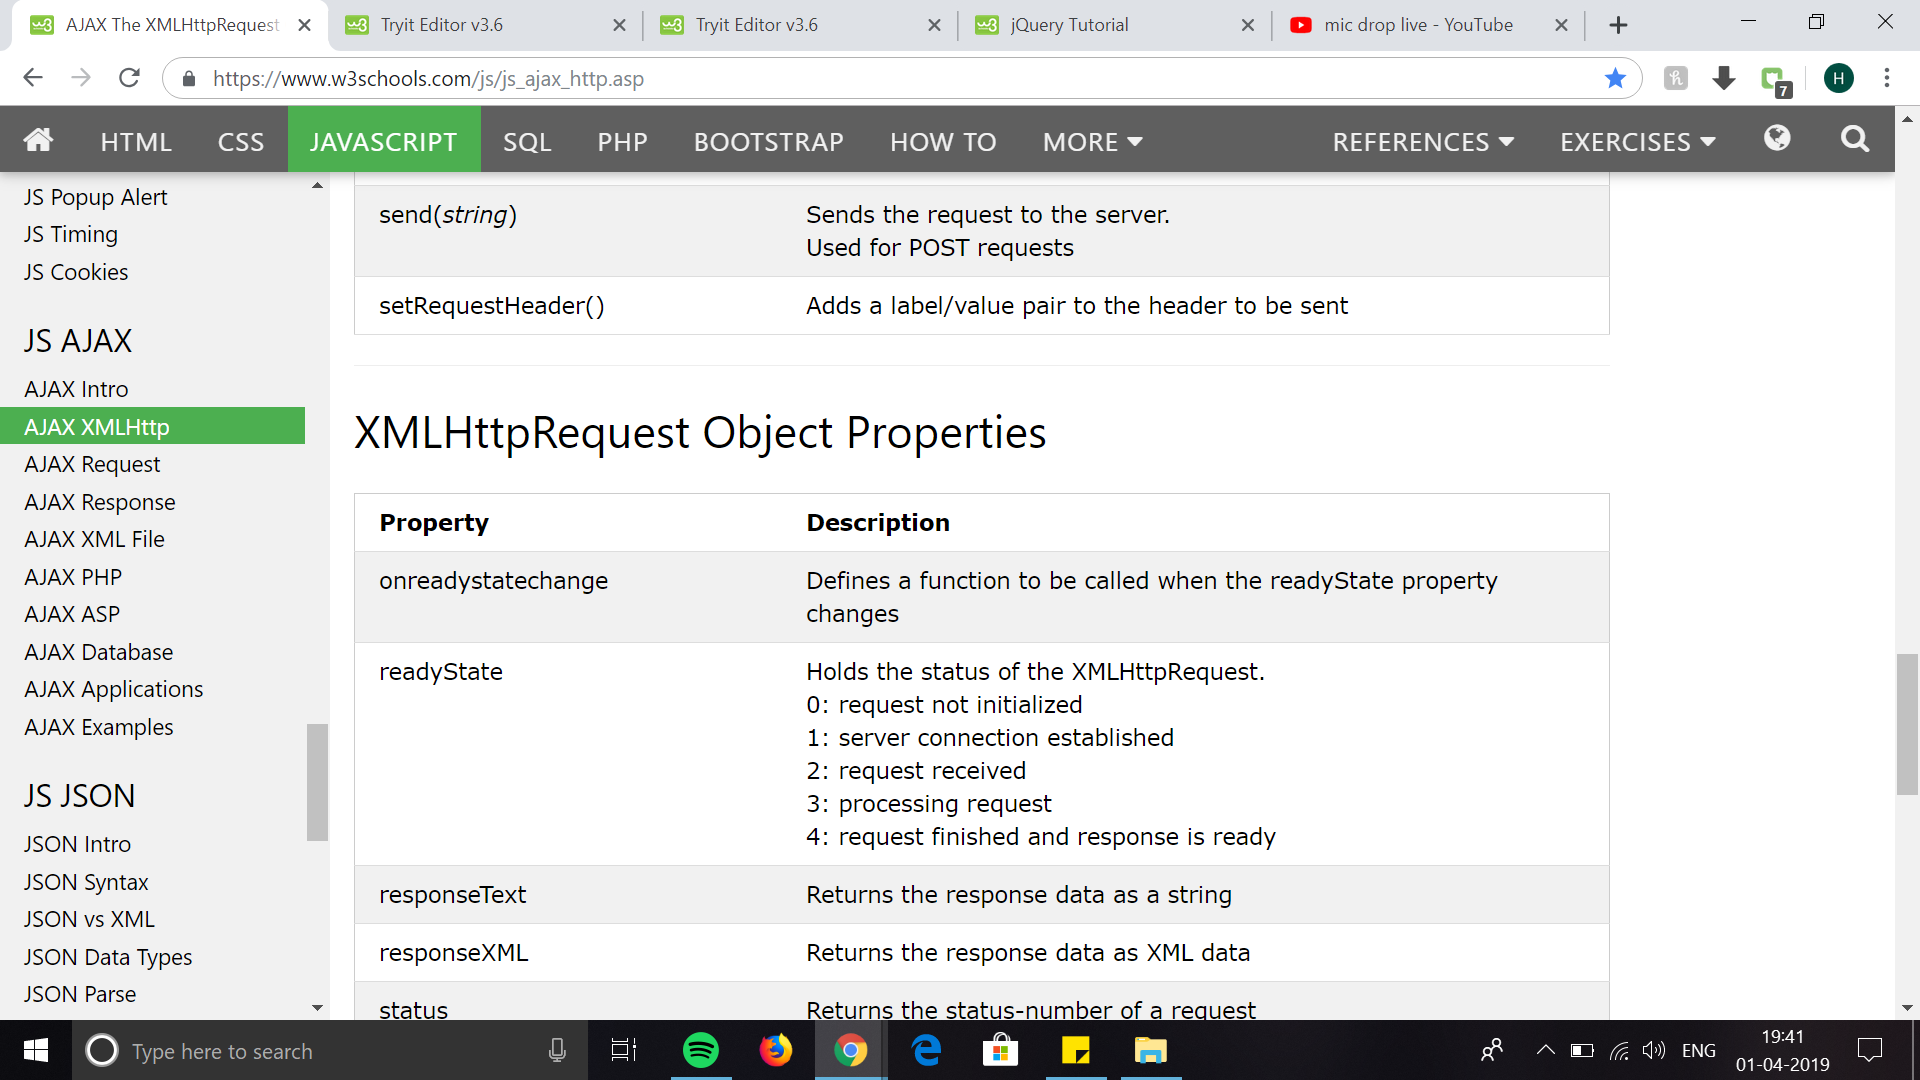 AJAX The XMLHttpRequest
Tryit Editor v3.6
Tryit Editor v3.6
jQuery Tutorial
mic drop live - YouTube
https://www.w3schools.com/js/js_ajax_http.asp
7
H
HTML
CSS
JAVASCRIPT
SQL
PHP
BOOTSTRAP
HOW TO
MORE
REFERENCES
EXERCISES
JS Popup Alert
JS Timing
JS Cookies
JS AJAX
AJAX Intro
AJAX XMLHttp
AJAX Request
AJAX Response
AJAX XML File
AJAX PHP
AJAX ASP
AJAX Database
AJAX Applications
AJAX Examples
JS JSON
JSON Intro
JSON Syntax
JSON vs XML
JSON Data Types
JSON Parse
send(string)
Sends the request to the server.
Used for POST requests
setRequestHeader()
Adds a label/value pair to the header to be sent
XMLHttpRequest Object Properties
Property
Description
onreadystatechange
Defines a function to be called when the readyState property
changes
readyState
Holds the status of the XMLHttpRequest.
0: request not initialized
1: server connection established
2: request received
3: processing request
4: request finished and response is ready
responseText
Returns the response data as a string
responseXML
Returns the response data as XML data
status
Returns the status-number of a request
Type here to search
ENG
19:41
01-04-2019